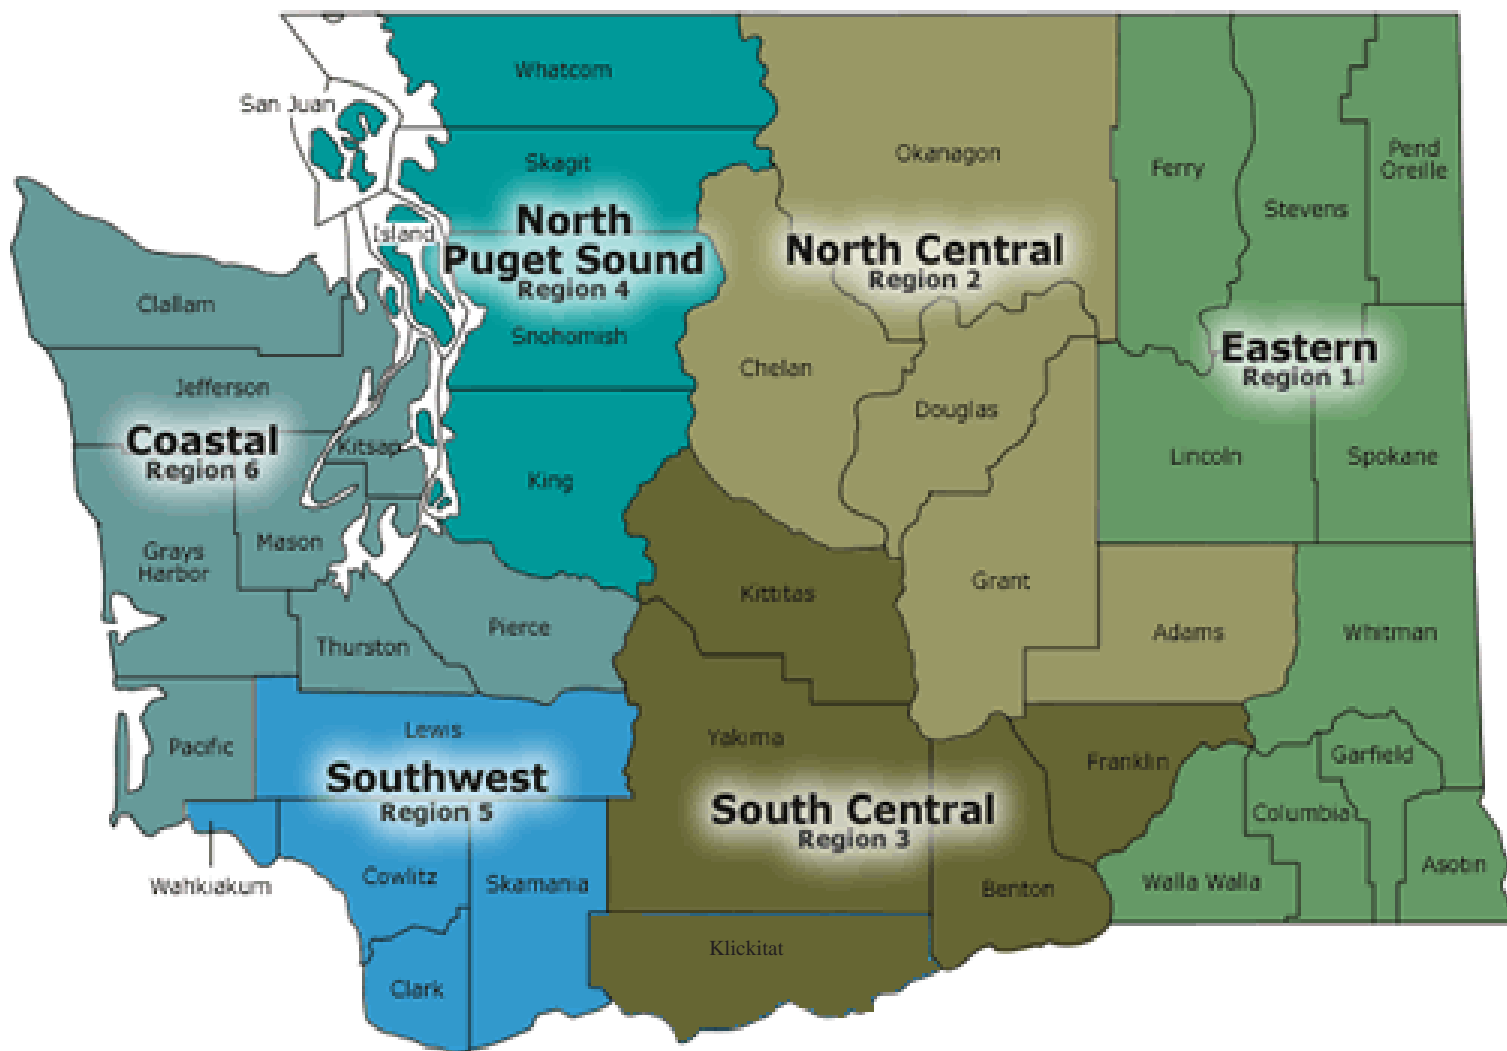 Whatcom
San Juan
Skagit
Okanagon
Ferry
Pend
Oreille
Stevens
Island
North
Puget Sound
Region 4
North Central
Region 2
Clallam
Snohomish
Eastern
Region 1
Chelan
Jefferson
Douglas
Coastal
Region 6
Kitsap
Lincoln
Spokane
King
Mason
Grays
Harbor
Grant
Kittitas
Pierce
Adams
Whitman
Thurston
Lewis
Yakima
Pacific
Franklin
Garfield
Southwest
Region 5
South Central
Region 3
Columbia
Wahkiakum
Cowlitz
Skamania
Benton
Walla Walla
Asotin
Klickitat
Clark